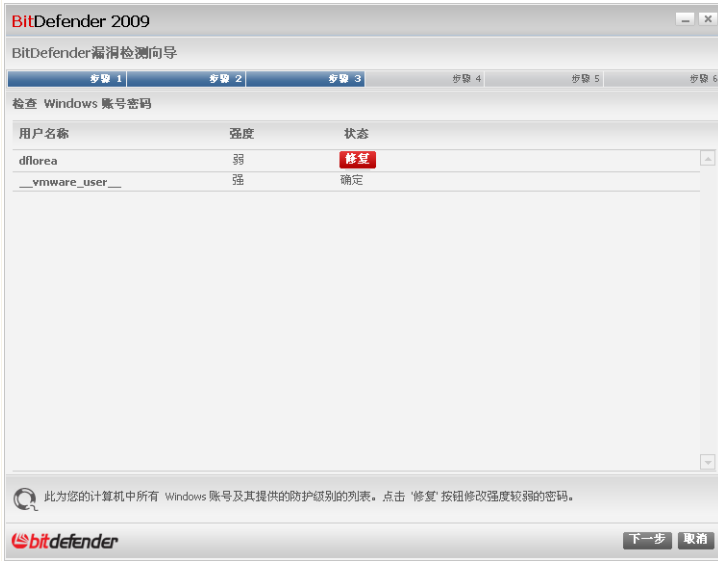 BitDefender 2009
BitDefender漏洞检测向导
步骤 1 步骤 2 步骤 3 步骤 4 步骤 5 步骤 6
检查 Windows 账号密码
用户名称 强度 状态
dflorea 弱 修复
__vmware_user__ 强 确定
此为您的计算机中所有 Windows 账号及其提供的防护级别的列表。点击 '修复' 按钮修改强度较弱的密码。
bitdefender 下一步 取消